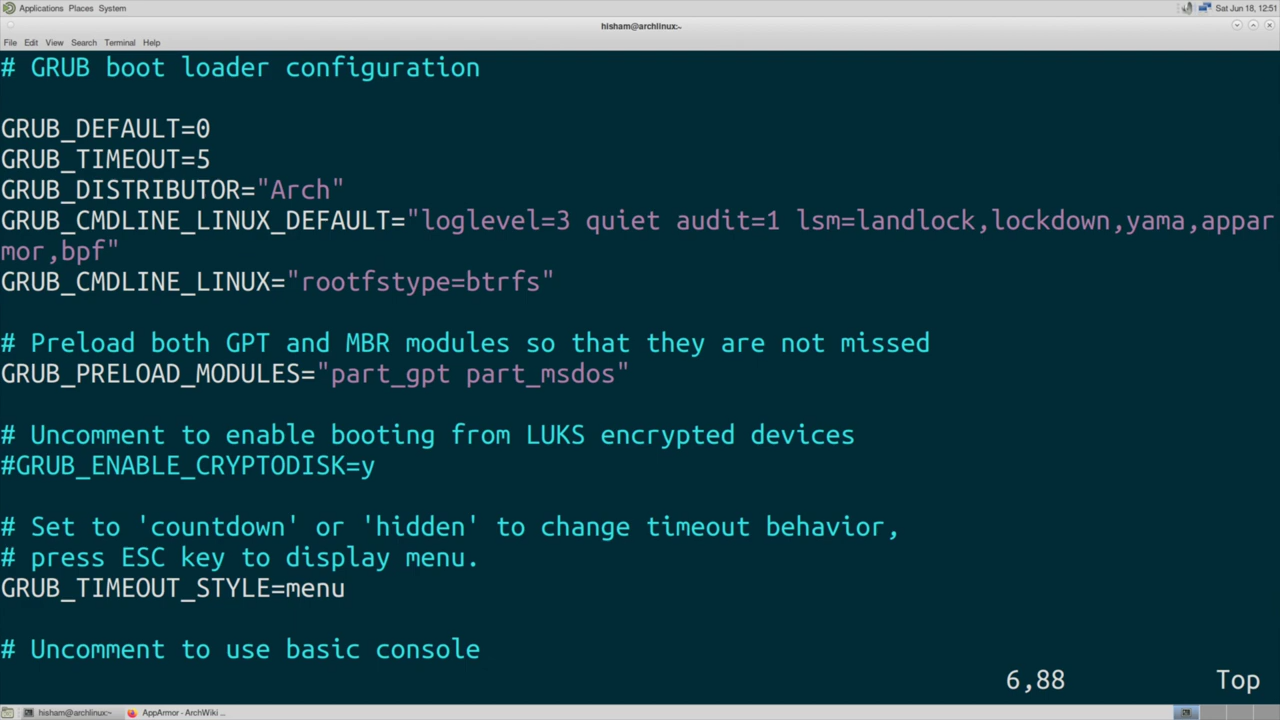 Applications Places System
Sat Jun 18, 12:51
hisham@archlinux:~
File Edit View Search Terminal Help
# GRUB boot loader configuration
GRUB_DEFAULT=0
GRUB_TIMEOUT=5
GRUB_DISTRIBUTOR="Arch"
GRUB_CMDLINE_LINUX_DEFAULT="loglevel=3 quiet audit=1 lsm=landlock,lockdown,yama,appar
mor,bpf"
GRUB_CMDLINE_LINUX="rootfstype=btrfs"
# Preload both GPT and MBR modules so that they are not missed
GRUB_PRELOAD_MODULES="part_gpt part_msdos"
# Uncomment to enable booting from LUKS encrypted devices
#GRUB_ENABLE_CRYPTODISK=y
# Set to 'countdown' or 'hidden' to change timeout behavior,
# press ESC key to display menu.
GRUB_TIMEOUT_STYLE=menu
# Uncomment to use basic console
6,88 Top
hisham@archlinux:~ AppArmor - ArchWiki ...